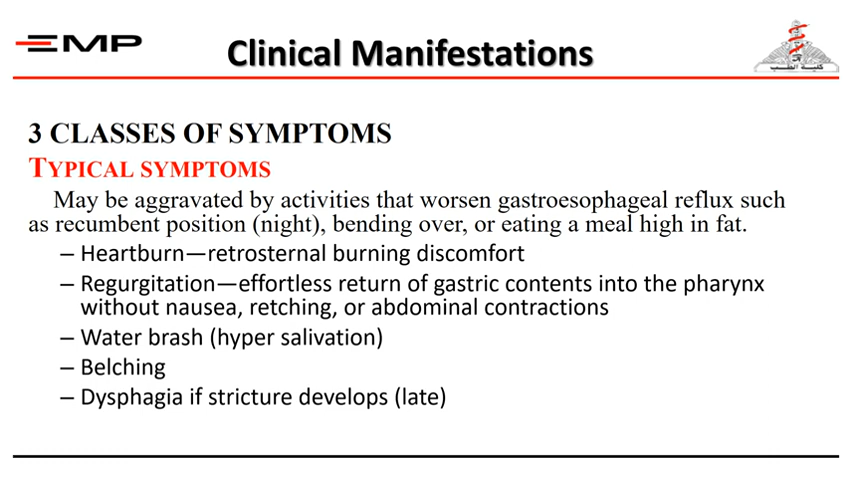 EMP
Clinical Manifestations
كلية الطب
3 CLASSES OF SYMPTOMS
TYPICAL SYMPTOMS
May be aggravated by activities that worsen gastroesophageal reflux such
as recumbent position (night), bending over, or eating a meal high in fat.
– Heartburn—retrosternal burning discomfort
– Regurgitation—effortless return of gastric contents into the pharynx
without nausea, retching, or abdominal contractions
– Water brash (hyper salivation)
– Belching
– Dysphagia if stricture develops (late)